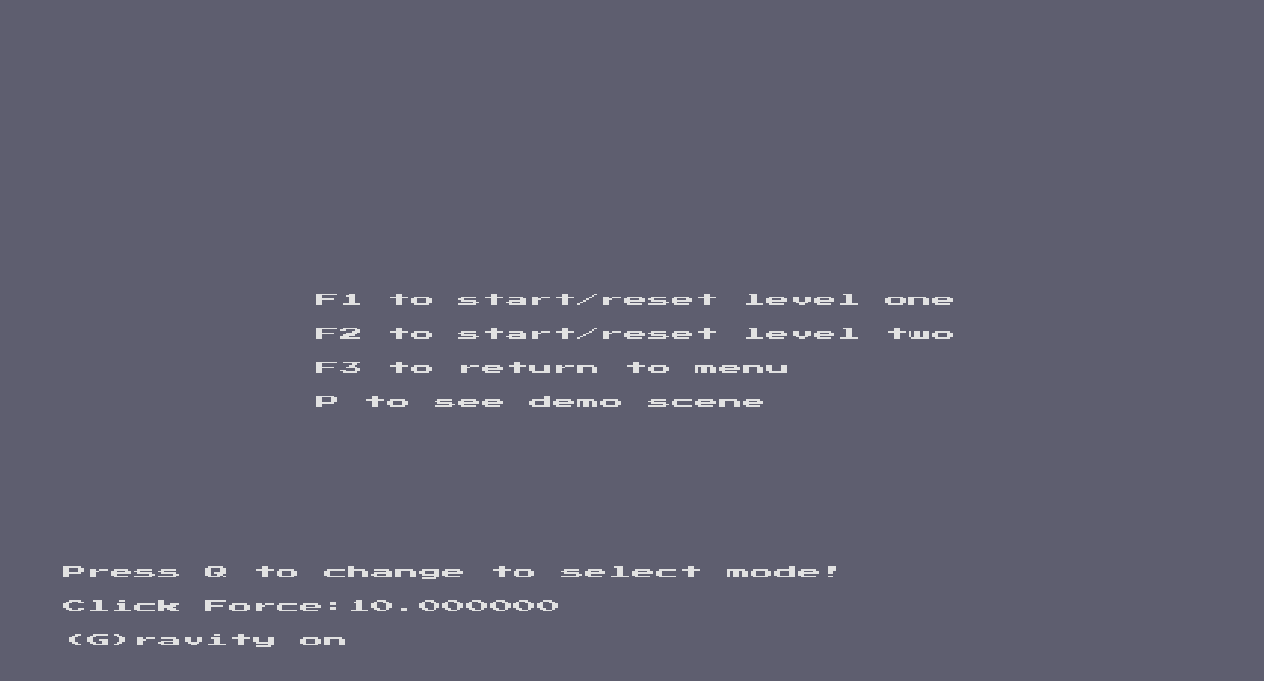 F1 to start/reset level one
F2 to start/reset level two
F3 to return to menu
P to see demo scene
Press Q to change to select mode!
Click Force:10.000000
(G)ravity on